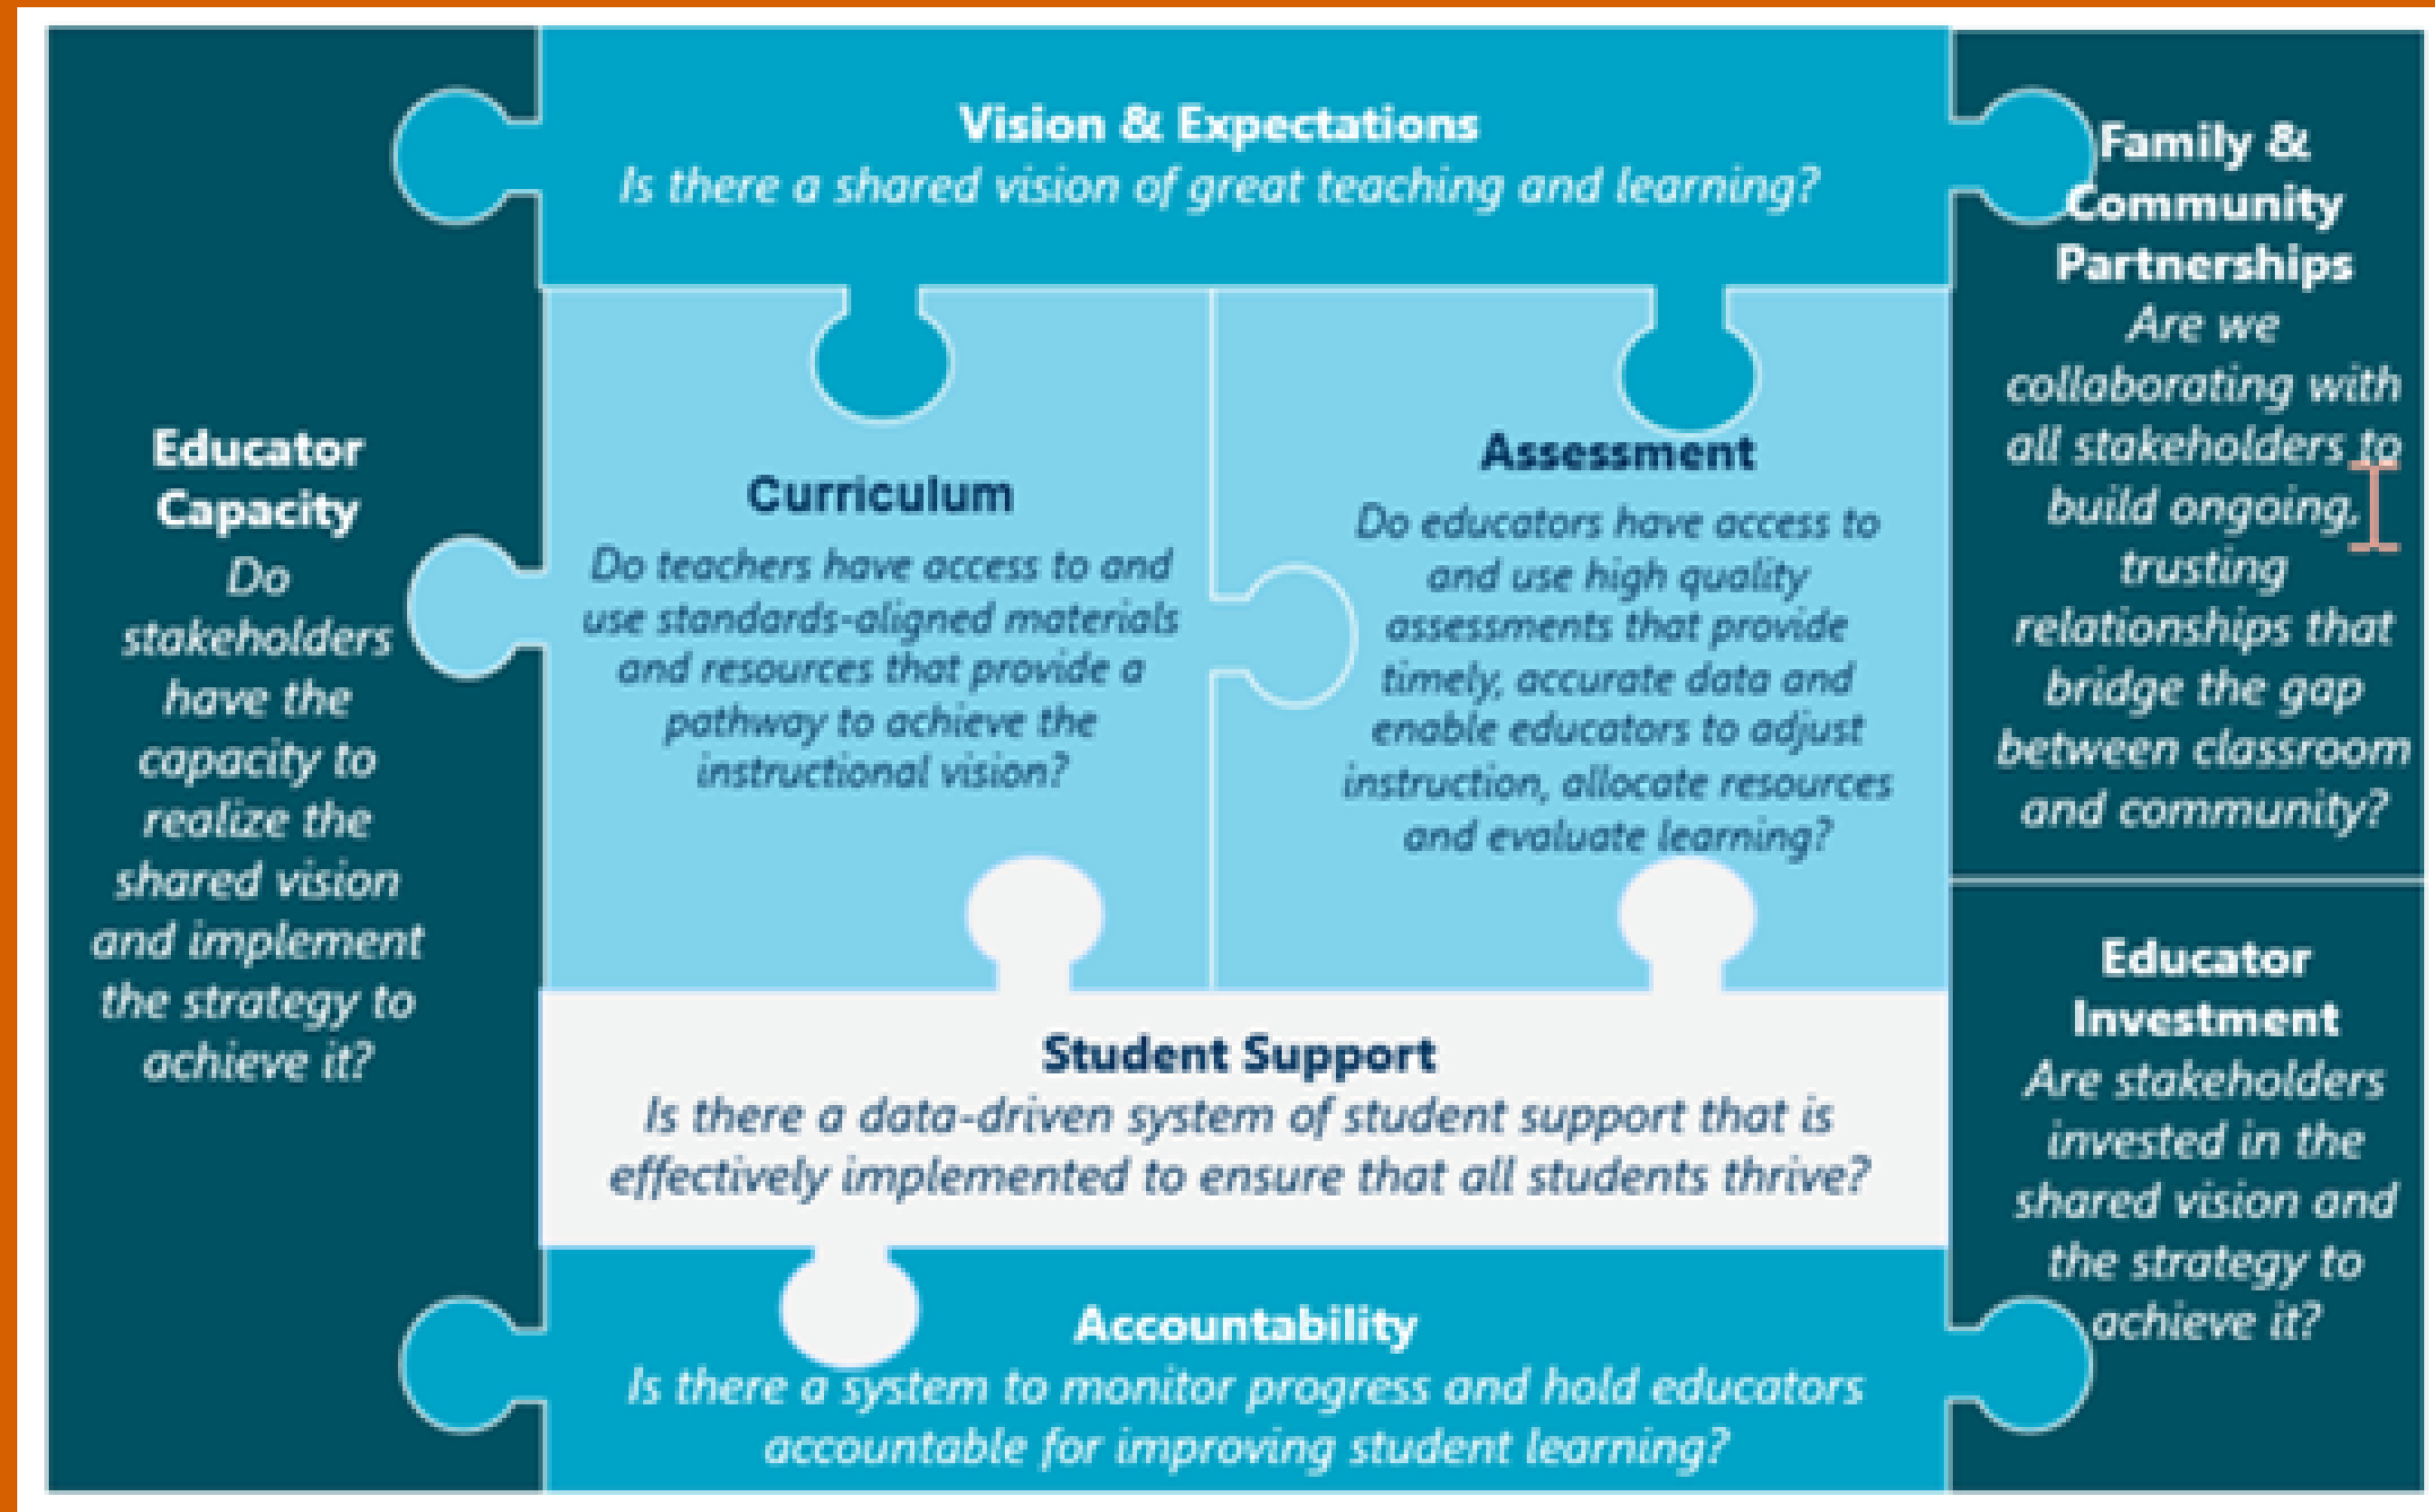 Vision & Expectations
Is there a shared vision of great teaching and learning?
Educator
Capacity
Do
stakeholders
have the
capacity to
realize the
shared vision
and implement
the strategy to
achieve it?
Curriculum
Do teachers have access to and
use standards-aligned materials
and resources that provide a
pathway to achieve the
instructional vision?
Assessment
Do educators have access to
and use high quality
assessments that provide
timely, accurate data and
enable educators to adjust
instruction, allocate resources
and evaluate learning?
Family &
Community
Partnerships
Are we
collaborating with
all stakeholders to
build ongoing,
trusting
relationships that
bridge the gap
between classroom
and community?
Student Support
Is there a data-driven system of student support that is
effectively implemented to ensure that all students thrive?
Educator
Investment
Are stakeholders
invested in the
shared vision and
the strategy to
achieve it?
Accountability
Is there a system to monitor progress and hold educators
accountable for improving student learning?